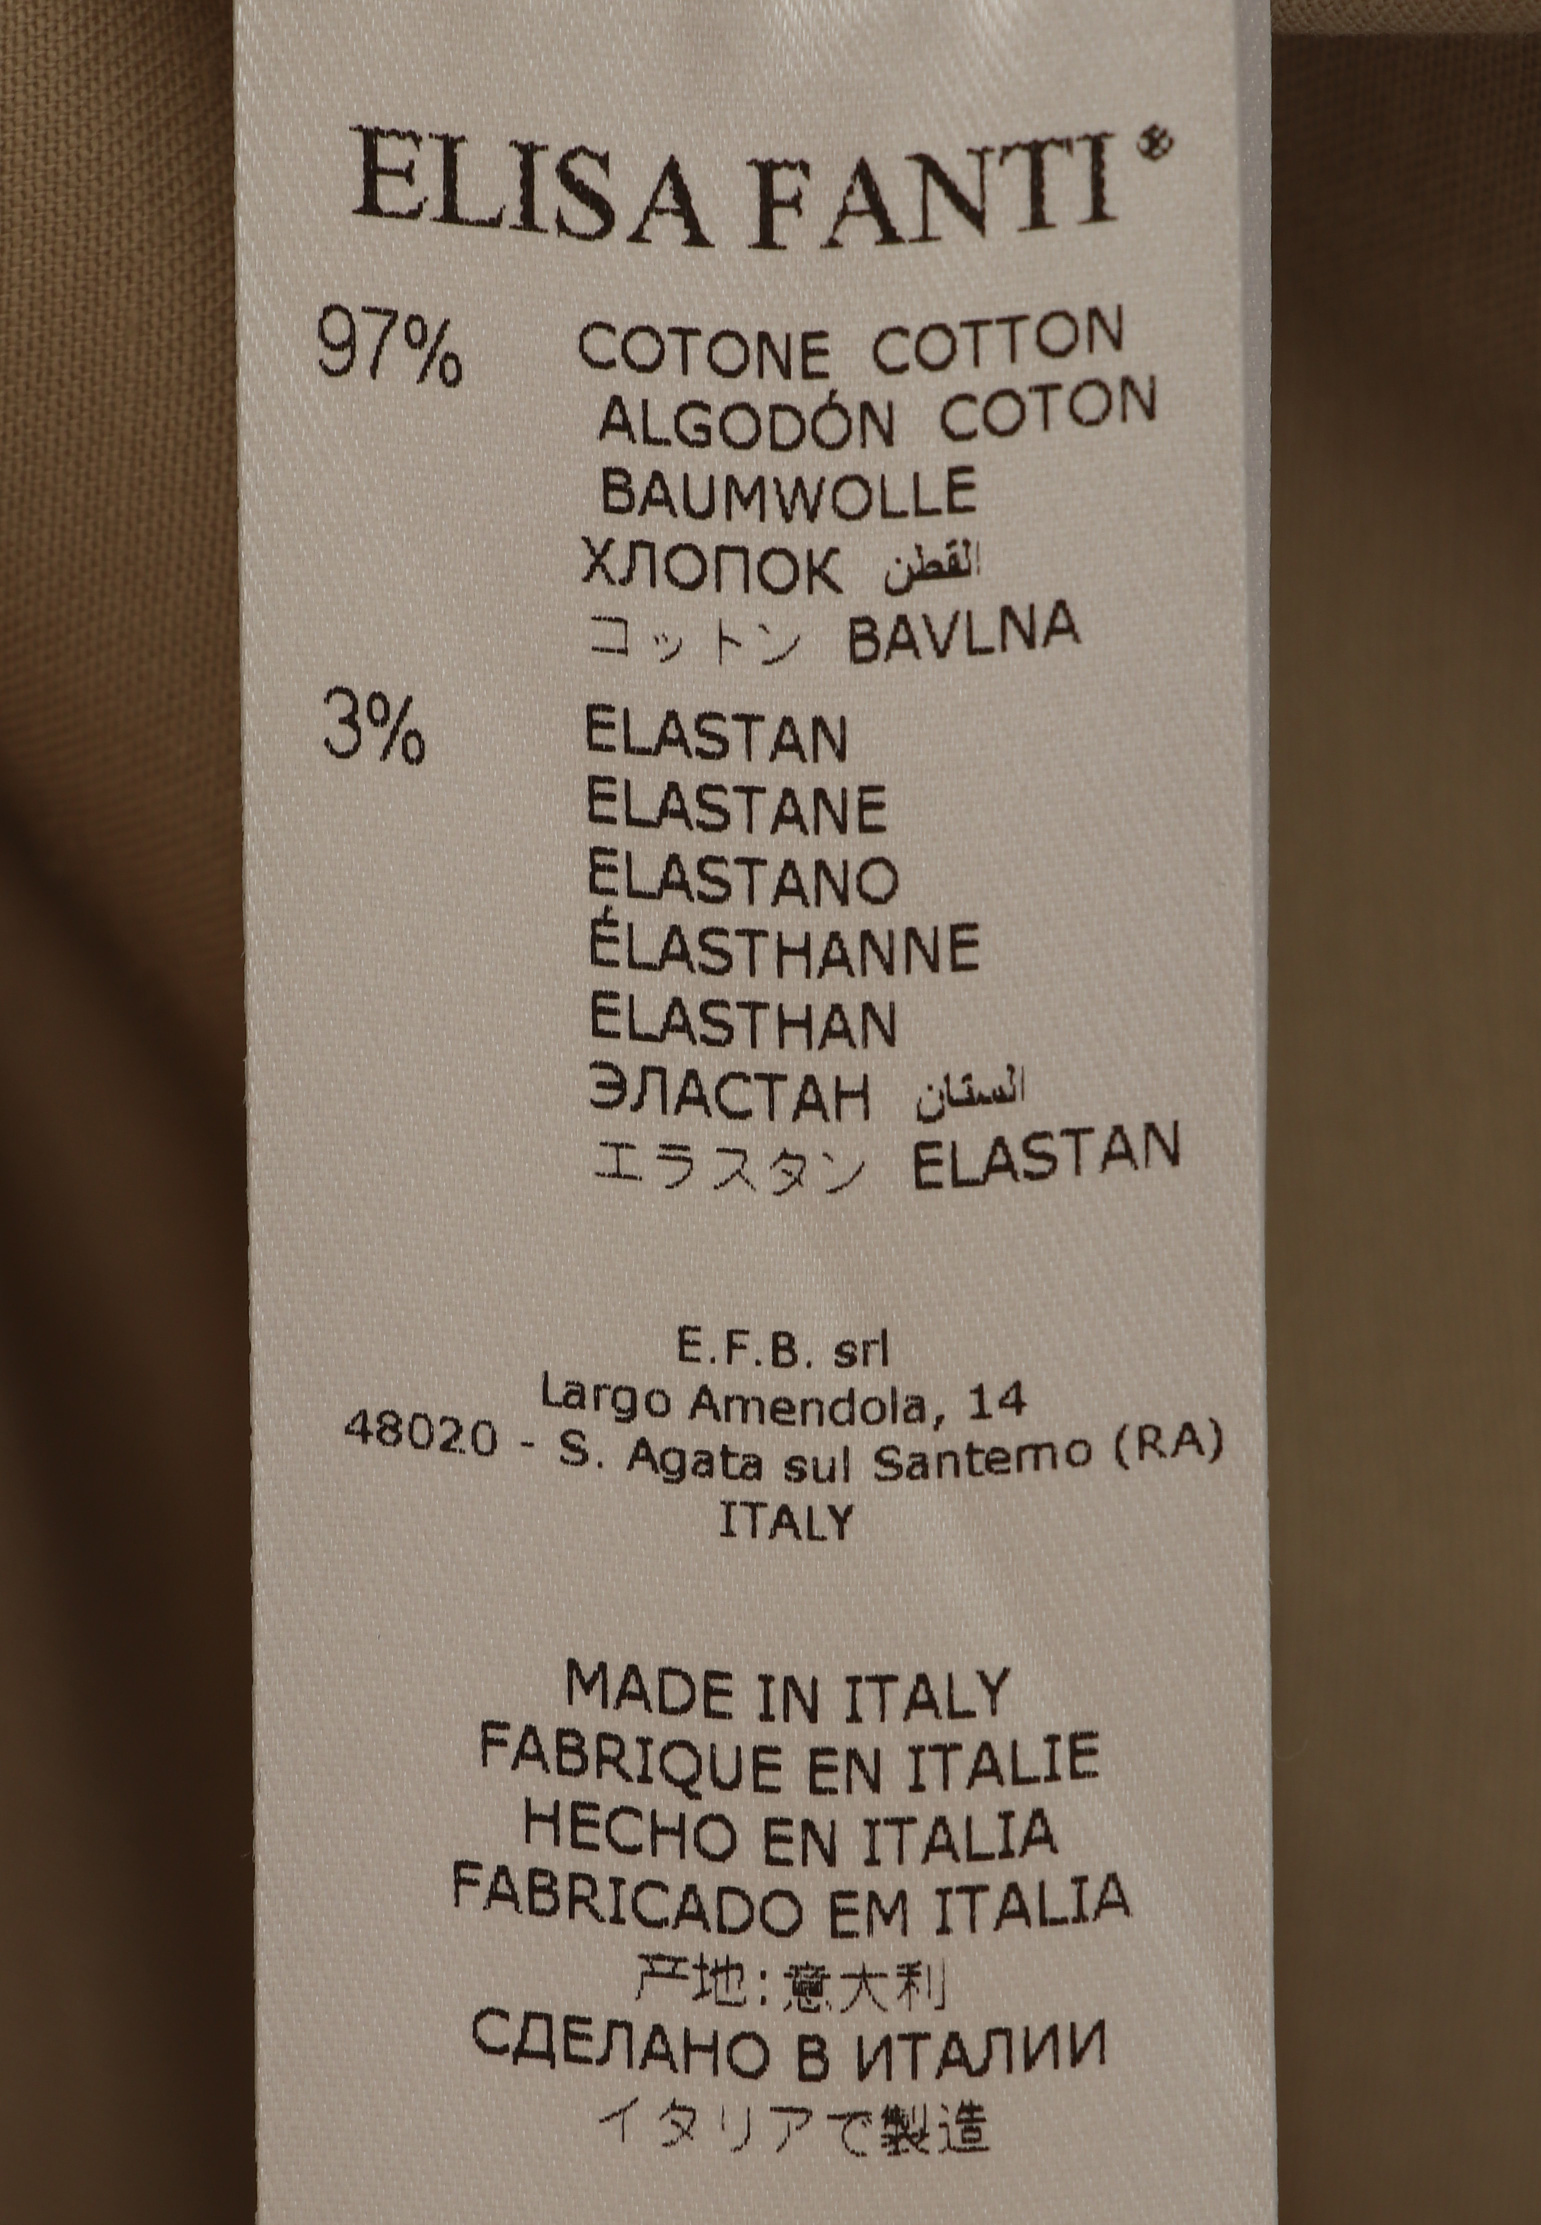 ELISA FANTI®
97% COTONE COTTON
ALGODÓN COTON
BAUMWOLLE
ХЛОПОК القطن
コットン BAVLNA
3% ELASTAN
ELASTANE
ELASTANO
ÉLASTHANNE
ELASTHAN
ЭЛАСТАН الستان
エラスタン ELASTAN
E.F.B. srl
Largo Amendola, 14
48020 - S. Agata sul Santerno (RA)
ITALY
MADE IN ITALY
FABRIQUE EN ITALIE
HECHO EN ITALIA
FABRICADO EM ITALIA
产地:意大利
СДЕЛАНО В ИТАЛИИ
イタリアで製造